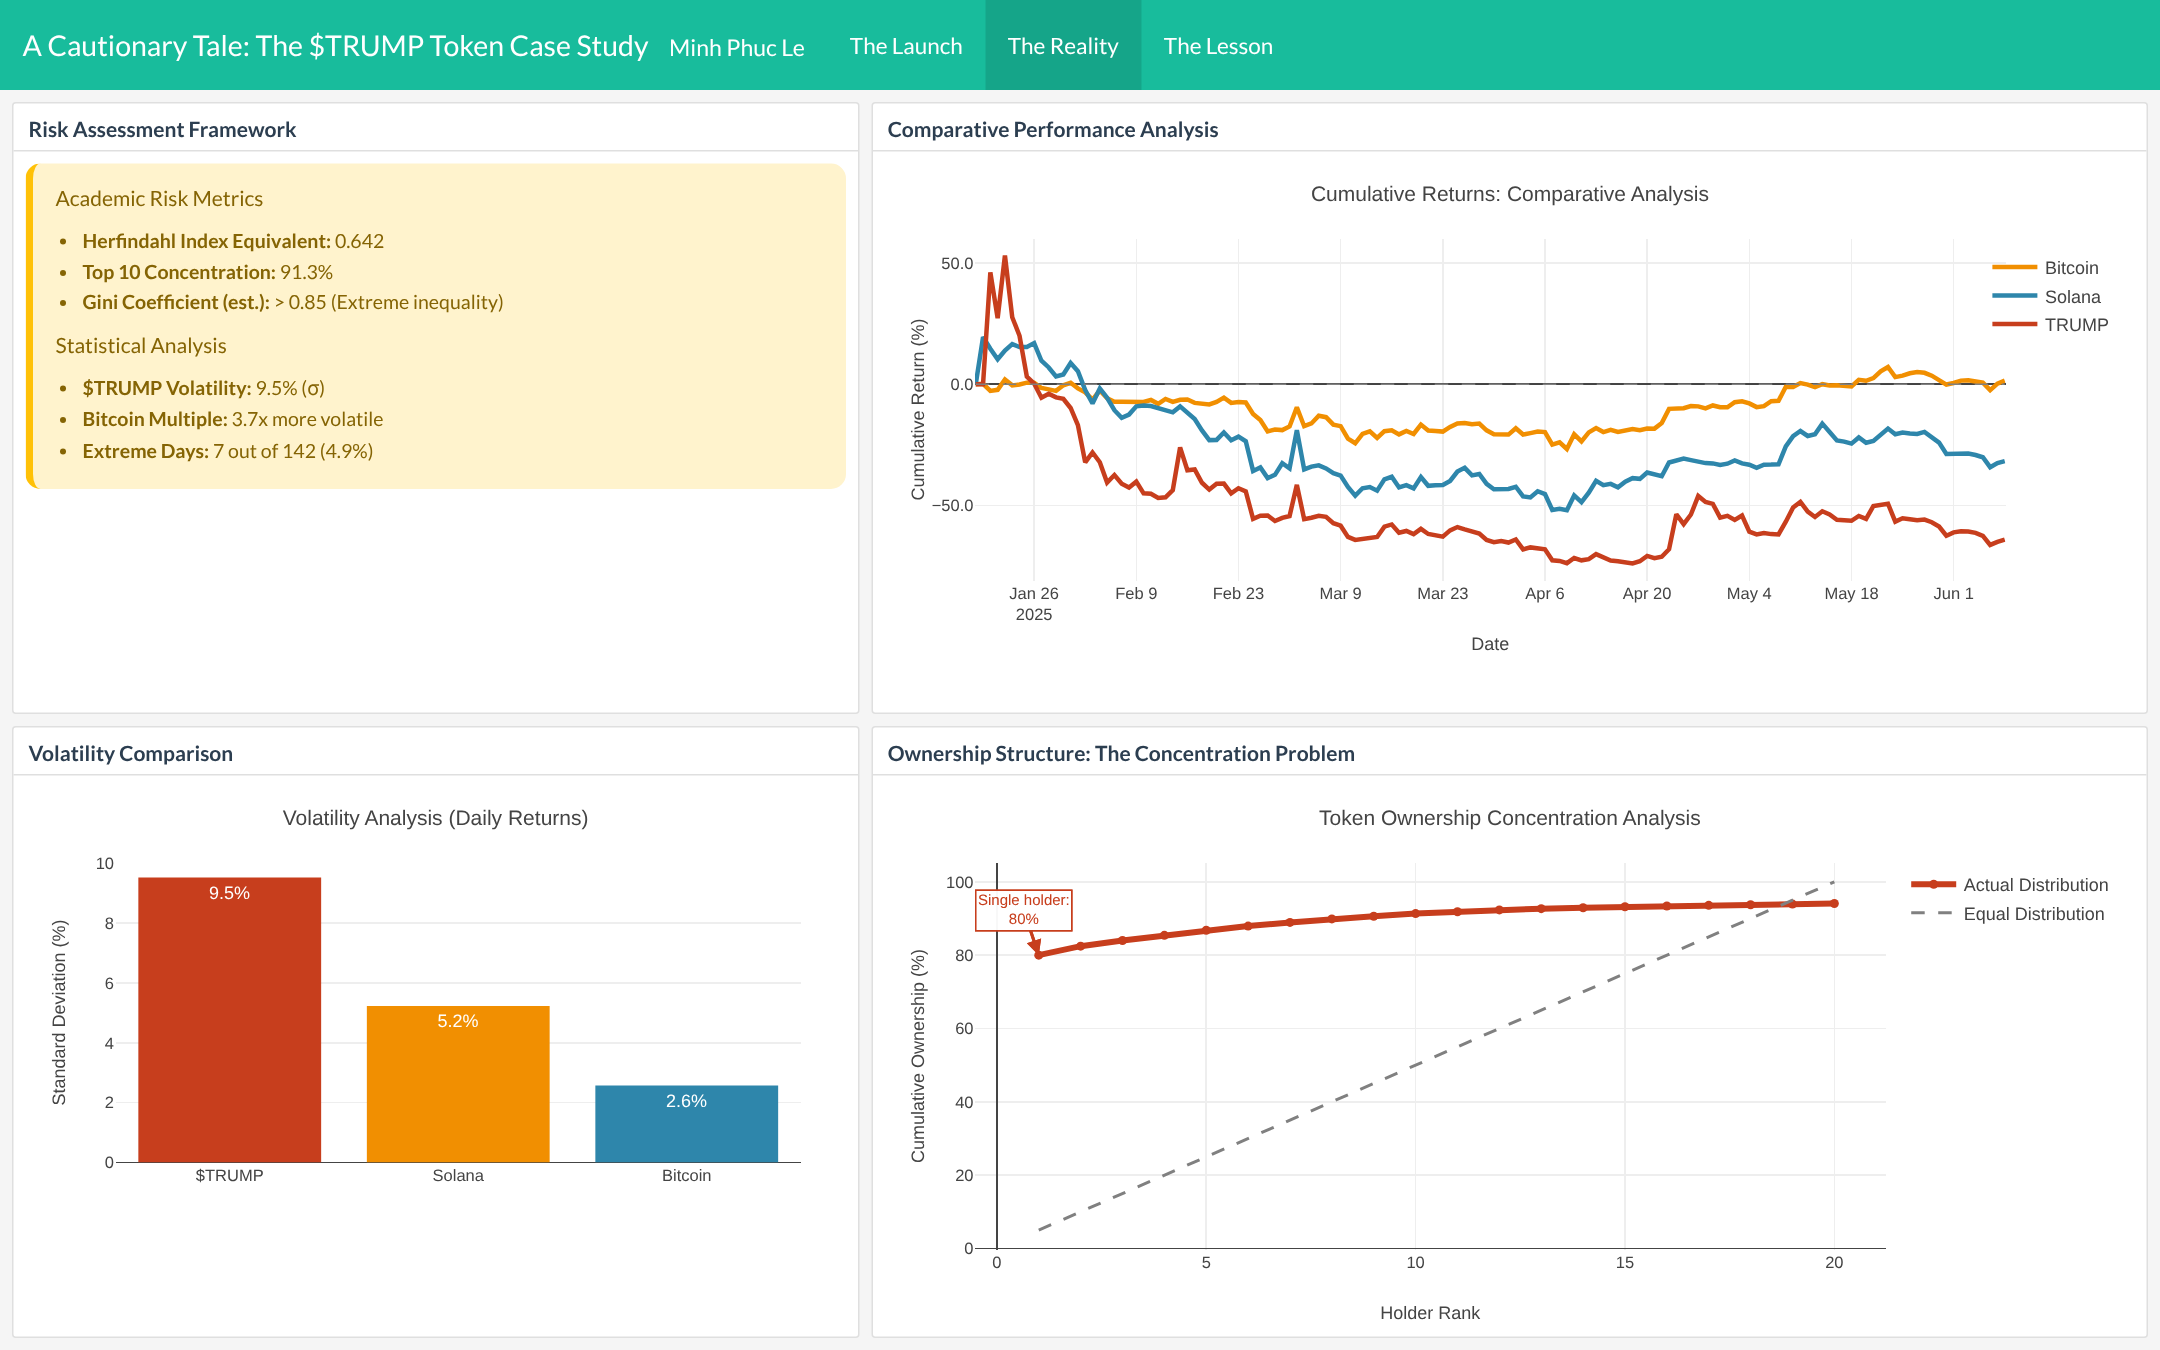 A Cautionary Tale: The $TRUMP Token Case Study Minh Phuc Le The Launch The Reality The Lesson
Risk Assessment Framework
Academic Risk Metrics
• Herfindahl Index Equivalent: 0.642
• Top 10 Concentration: 91.3%
• Gini Coefficient (est.): > 0.85 (Extreme inequality)
Statistical Analysis
• $TRUMP Volatility: 9.5% (σ)
• Bitcoin Multiple: 3.7x more volatile
• Extreme Days: 7 out of 142 (4.9%)
Comparative Performance Analysis
Cumulative Returns: Comparative Analysis
Cumulative Return (%)
50.0
0.0
−50.0
Bitcoin
Solana
TRUMP
Jan 26 Feb 9 Feb 23 Mar 9 Mar 23 Apr 6 Apr 20 May 4 May 18 Jun 1
2025
Date
Volatility Comparison
Volatility Analysis (Daily Returns)
Standard Deviation (%)
10
8
6
4
2
0
9.5%
5.2%
2.6%
$TRUMP Solana Bitcoin
Ownership Structure: The Concentration Problem
Token Ownership Concentration Analysis
Cumulative Ownership (%)
100
80
60
40
20
0
Single holder:
80%
Actual Distribution
Equal Distribution
0 5 10 15 20
Holder Rank